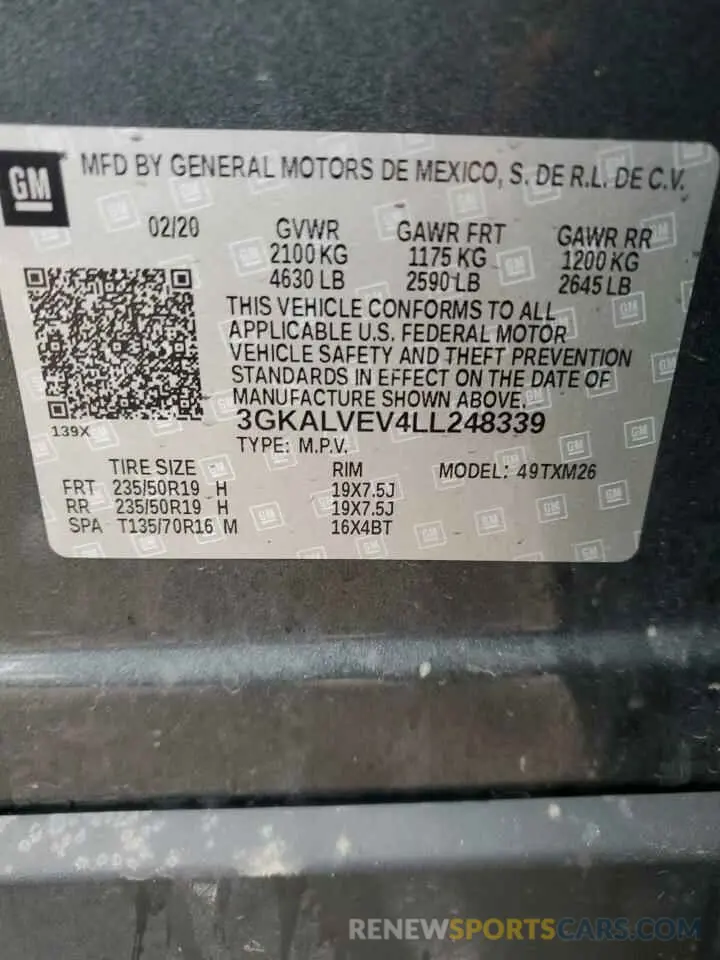 GM
MFD BY GENERAL MOTORS DE MEXICO, S. DE R.L. DE C.V.
02/20 GVWR GAWR FRT GAWR RR
2100 KG 1175 KG 1200 KG
4630 LB 2590 LB 2645 LB
THIS VEHICLE CONFORMS TO ALL
APPLICABLE U.S. FEDERAL MOTOR
VEHICLE SAFETY AND THEFT PREVENTION
STANDARDS IN EFFECT ON THE DATE OF
MANUFACTURE SHOWN ABOVE.
139X
3GKALVEV4LL248339
TYPE: M.P.V.
TIRE SIZE RIM MODEL: 49TXM26
FRT 235/50R19 H 19X7.5J
RR 235/50R19 H 19X7.5J
SPA T135/70R16 M 16X4BT
RENEWSPORTSCARS.COM